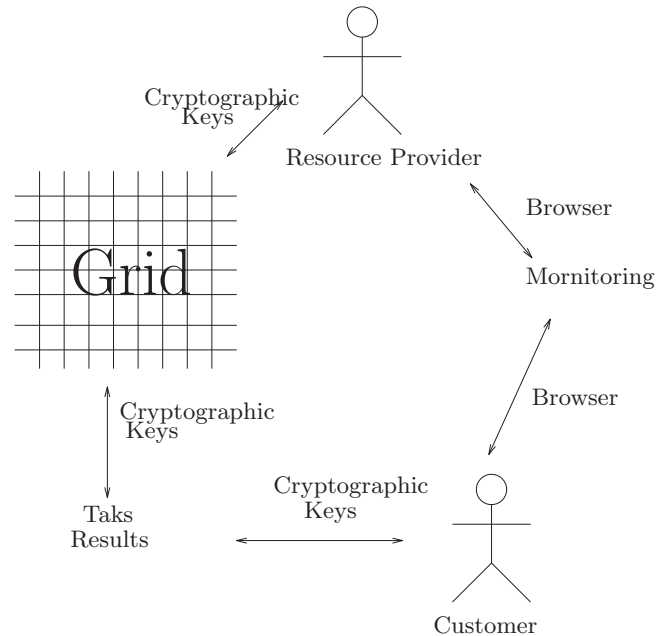 Cryptographic
Keys
Resource Provider
Browser
Grid
Mornitoring
Browser
Cryptographic
Keys
Cryptographic
Keys
Taks
Results
Customer